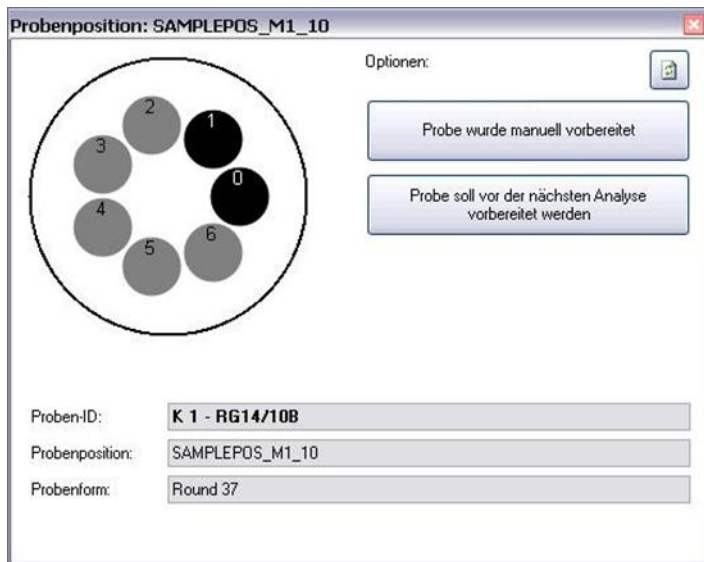 Probenposition: SAMPLEPOS_M1_10
Optionen:
2
1
3
0
4
5
6
Probe wurde manuell vorbereitet
Probe soll vor der nächsten Analyse
vorbereitet werden
Proben-ID: K 1 - RG14/10B
Probenposition: SAMPLEPOS_M1_10
Probenform: Round 37